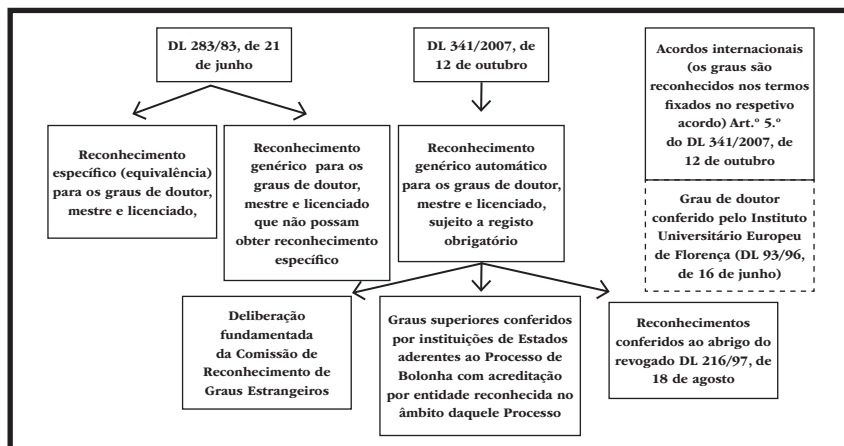 DL 283/83, de 21
de junho
DL 341/2007, de
12 de outubro
Acordos internacionais
(os graus são
reconhecidos nos termos
fixados no respetivo
acordo) Art.º 5.º
do DL 341/2007, de
12 de outubro
Reconhecimento
específico (equivalência)
para os graus de doutor,
mestre e licenciado,
Reconhecimento
genérico para os
graus de doutor,
mestre e licenciado
que não possam
obter reconhecimento
específico
Reconhecimento
genérico automático
para os graus de doutor,
mestre e licenciado,
sujeito a registo
obrigatório
Grau de doutor
conferido pelo Instituto
Universitário Europeu
de Florença (DL 93/96,
de 16 de junho)
Deliberação
fundamentada
da Comissão de
Reconhecimento de
Graus Estrangeiros
Graus superiores conferidos
por instituições de Estados
aderentes ao Processo de
Bolonha com acreditação
por entidade reconhecida no
âmbito daquele Processo
Reconhecimentos
conferidos ao abrigo do
revogado DL 216/97, de
18 de agosto